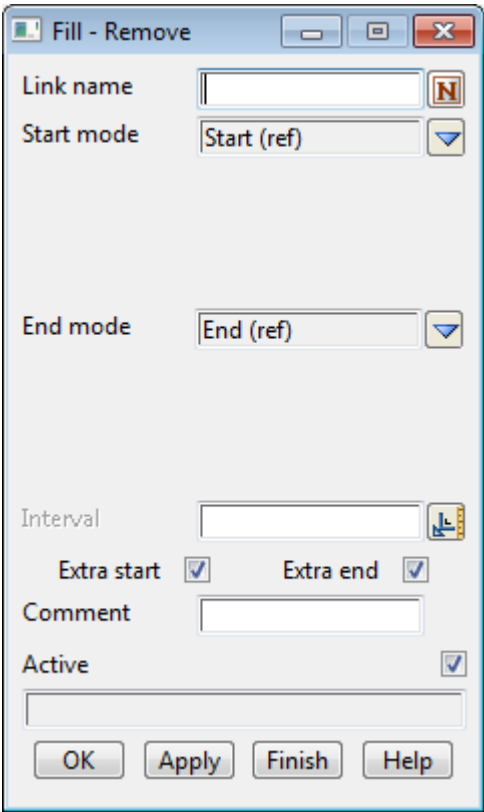 Fill - Remove
Link name N
Start mode Start (ref)
End mode End (ref)
Interval
Extra start Extra end
Comment
Active
OK Apply Finish Help